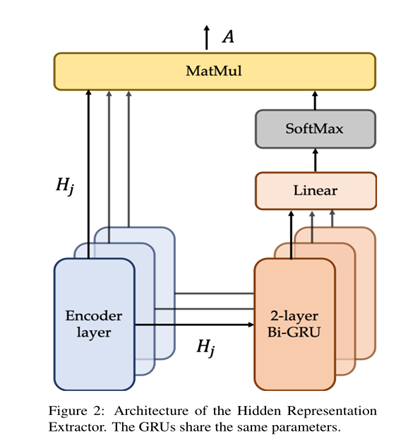 A
MatMul
SoftMax
H_j
Linear
Encoder
layer
2-layer
Bi-GRU
H_j
Figure 2: Architecture of the Hidden Representation
Extractor. The GRUs share the same parameters.